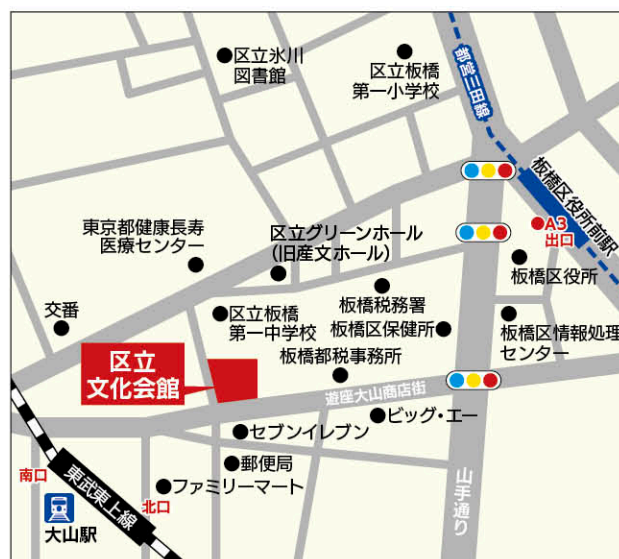 区立氷川
図書館
区立板橋
第一小学校
都営三田線
板橋区役所前駅
A3
出口
東京都健康長寿
医療センター
区立グリーンホール
(旧産文ホール)
板橋区役所
交番
区立板橋
第一中学校
板橋税務署
板橋区保健所
板橋区情報処理
センター
区立
文化会館
板橋都税事務所
遊座大山商店街
ビッグ・エー
セブンイレブン
郵便局
ファミリーマート
南口
東武東上線
北口
大山駅
山手通り